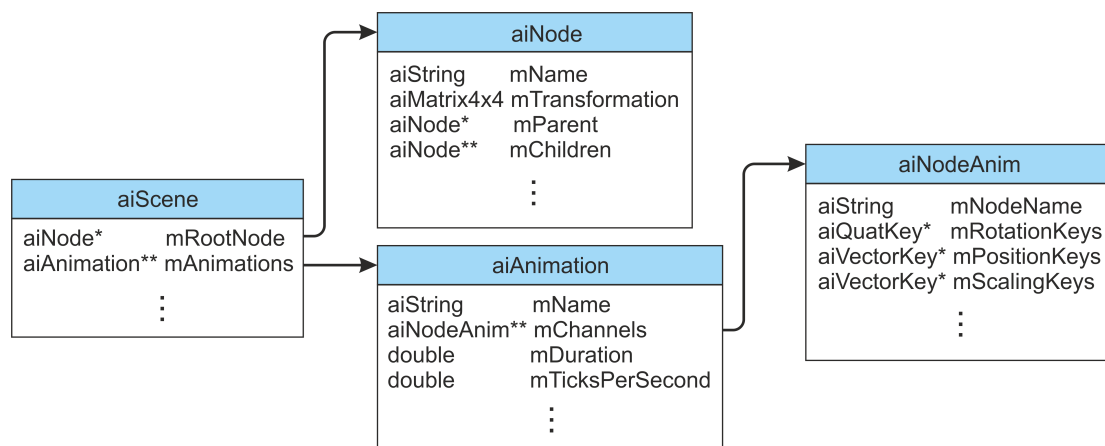 aiNode
aiString mName
aiMatrix4x4 mTransformation
aiNode* mParent
aiNode** mChildren
⋮
aiScene
aiNode* mRootNode
aiAnimation** mAnimations
⋮
aiAnimation
aiString mName
aiNodeAnim** mChannels
double mDuration
double mTicksPerSecond
⋮
aiNodeAnim
aiString mNodeName
aiQuatKey* mRotationKeys
aiVectorKey* mPositionKeys
aiVectorKey* mScalingKeys
⋮